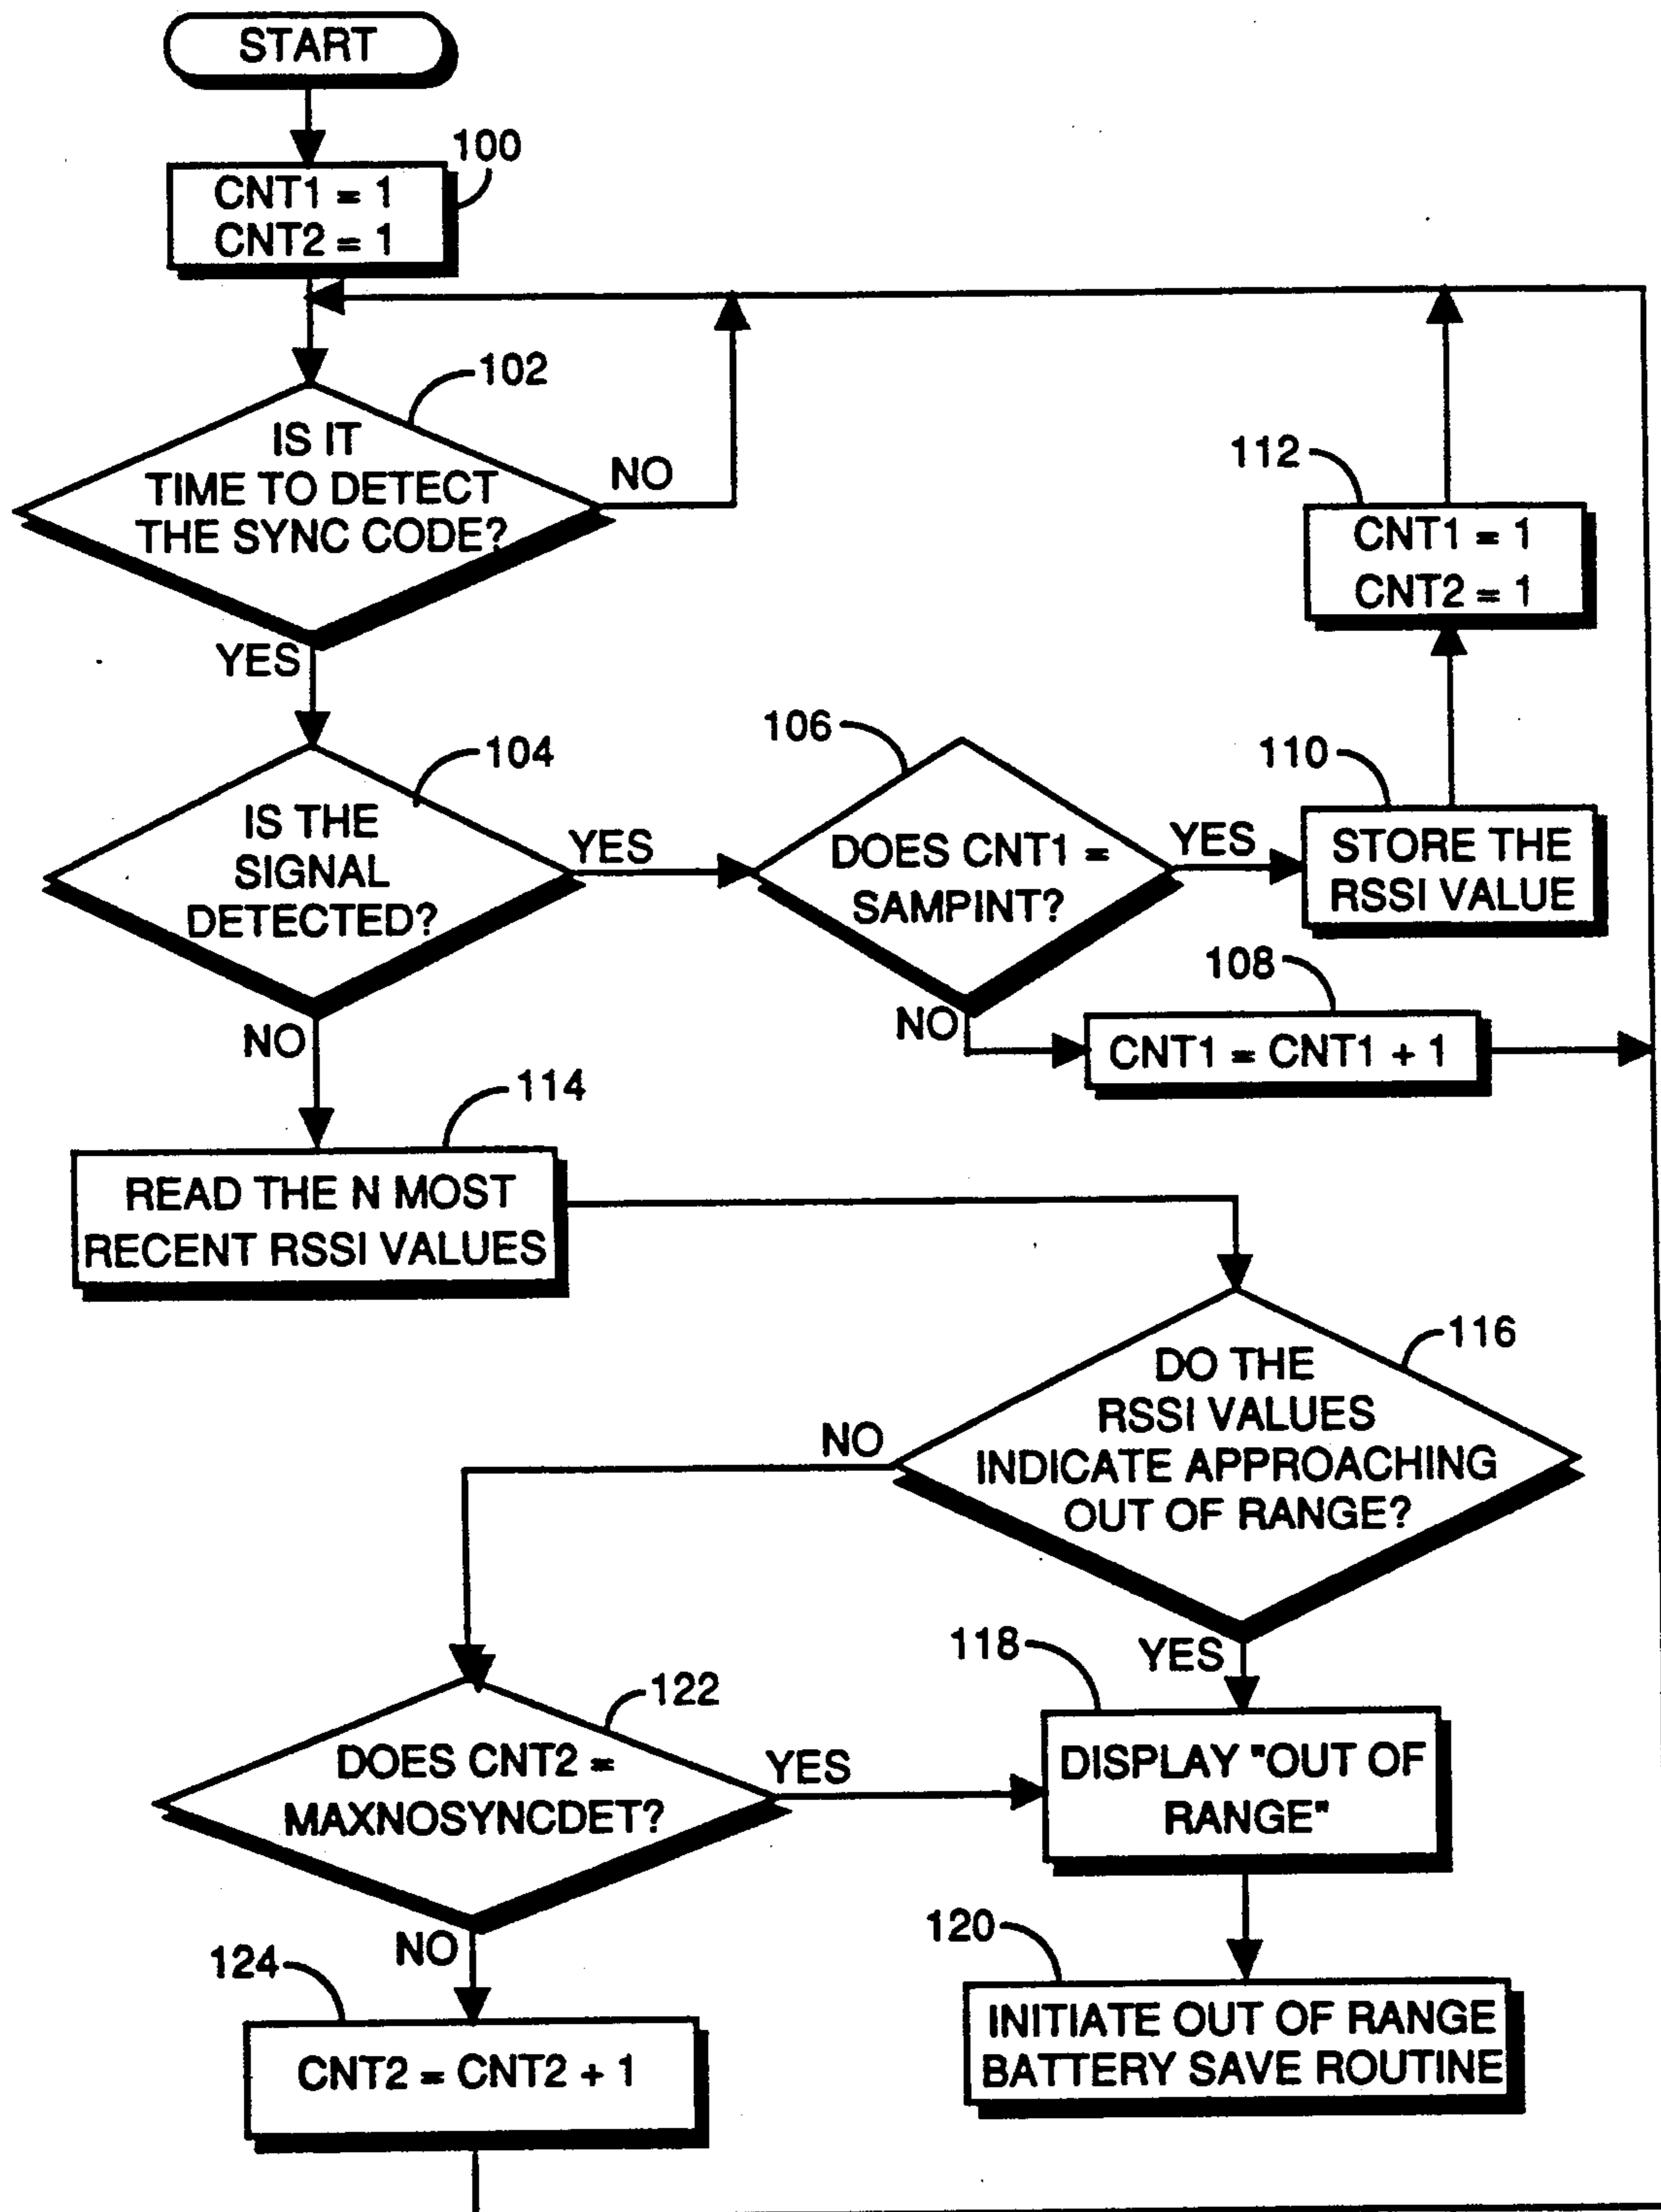 START
100
CNT1 = 1
CNT2 = 1
102
IS IT
TIME TO DETECT
THE SYNC CODE?
NO
YES
112
CNT1 = 1
CNT2 = 1
104
IS THE
SIGNAL
DETECTED?
YES
NO
106
DOES CNT1 =
SAMPINT?
YES
NO
110
STORE THE
RSSI VALUE
108
CNT1 = CNT1 + 1
114
READ THE N MOST
RECENT RSSI VALUES
116
DO THE
RSSI VALUES
INDICATE APPROACHING
OUT OF RANGE?
NO
YES
118
DISPLAY "OUT OF
RANGE"
122
DOES CNT2 =
MAXNOSYNCDET?
YES
NO
120
INITIATE OUT OF RANGE
BATTERY SAVE ROUTINE
124
CNT2 = CNT2 + 1